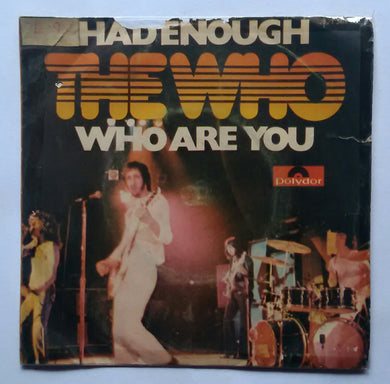 HAD ENOUGH
THE WHO
WHO ARE YOU
polydor